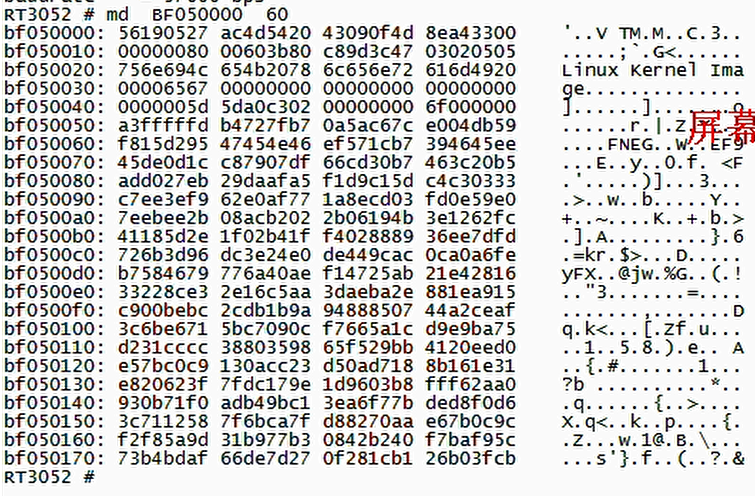 RT3052 # md BF050000 60
bf050000: 56190527 ac4d5420 43090f4d 8ea43300 '..V TM.M..C.3..
bf050010: 00000080 00603b80 c89d3c47 03020505 .....;`.G<......
bf050020: 756e694c 654b2078 6c656e72 616d4920 Linux Kernel Ima
bf050030: 00006567 00000000 00000000 00000000 ge..............
bf050040: 0000005d 5da0c302 00000000 6f000000 ]......].......o
bf050050: a3fffffd b4727fb7 0a5ac67c ce004db5 9 ......r.|.Z..M..
屏幕
bf050060: f815d295 47454e46 ef571cb7 394645ee ....FNEG..W..EF9
bf050070: 45de0d1c c87907df 66cd30b7 463c20b5 ...E..y..0.f. <F
bf050080: add027eb 29daafa5 f1d9c15d c4c30333 .'.....)]...3...
bf050090: c7ee3ef9 62e0af77 1a8ecd03 fd0e59e0 .>..w..b.....Y..
bf0500a0: 7eebee2b 08acb202 2b06194b 3e1262fc +..~....K..+.b.>
bf0500b0: 41185d2e 1f02b41f f4028889 36ee7dfd .].A.........}.6
bf0500c0: 726b3d96 dc3e24e0 de449cac 0ca0a6fe .=kr.$>...D.....
bf0500d0: b7584679 776a40ae ef14725ab 21e42816 yFX..@jw.%G..(.!
bf0500e0: 33228ce3 2e16c5aa 3daeba2e 881ea915 .."3.......=....
bf0500f0: c900bebc 2cdb1b9a 94888507 44a2ceaf .......,.......D
bf050100: 3c6be671 5bc7090c f7665a1c d9e9ba75 q.k<...[.Zf.u...
bf050110: d231cccc 38803598 65f529bb 4120eed0 ..1..5.8.).e.. A
bf050120: e57bc0c9 130acc23 d50ad718 8b161e31 ..{.#.......1...
bf050130: e820623f 7fdc179e 1d9603b8 fff62aa0 ?b ..........*..
bf050140: 930b71f0 adb49bc1 3ea6f77b ded8f0d6 .q......{..>....
bf050150: 3c711258 7f6bca7f d88270aa e67b0c9c X.q<..k..p....{.
bf050160: f2f85a9d 31b977b3 0842b240 f7baf95c .Z...w.1@.B.\...
bf050170: 73b4bdaf 66de7d27 0f281cb1 26b03fcb ...s'}.f..(..?.&
RT3052 #